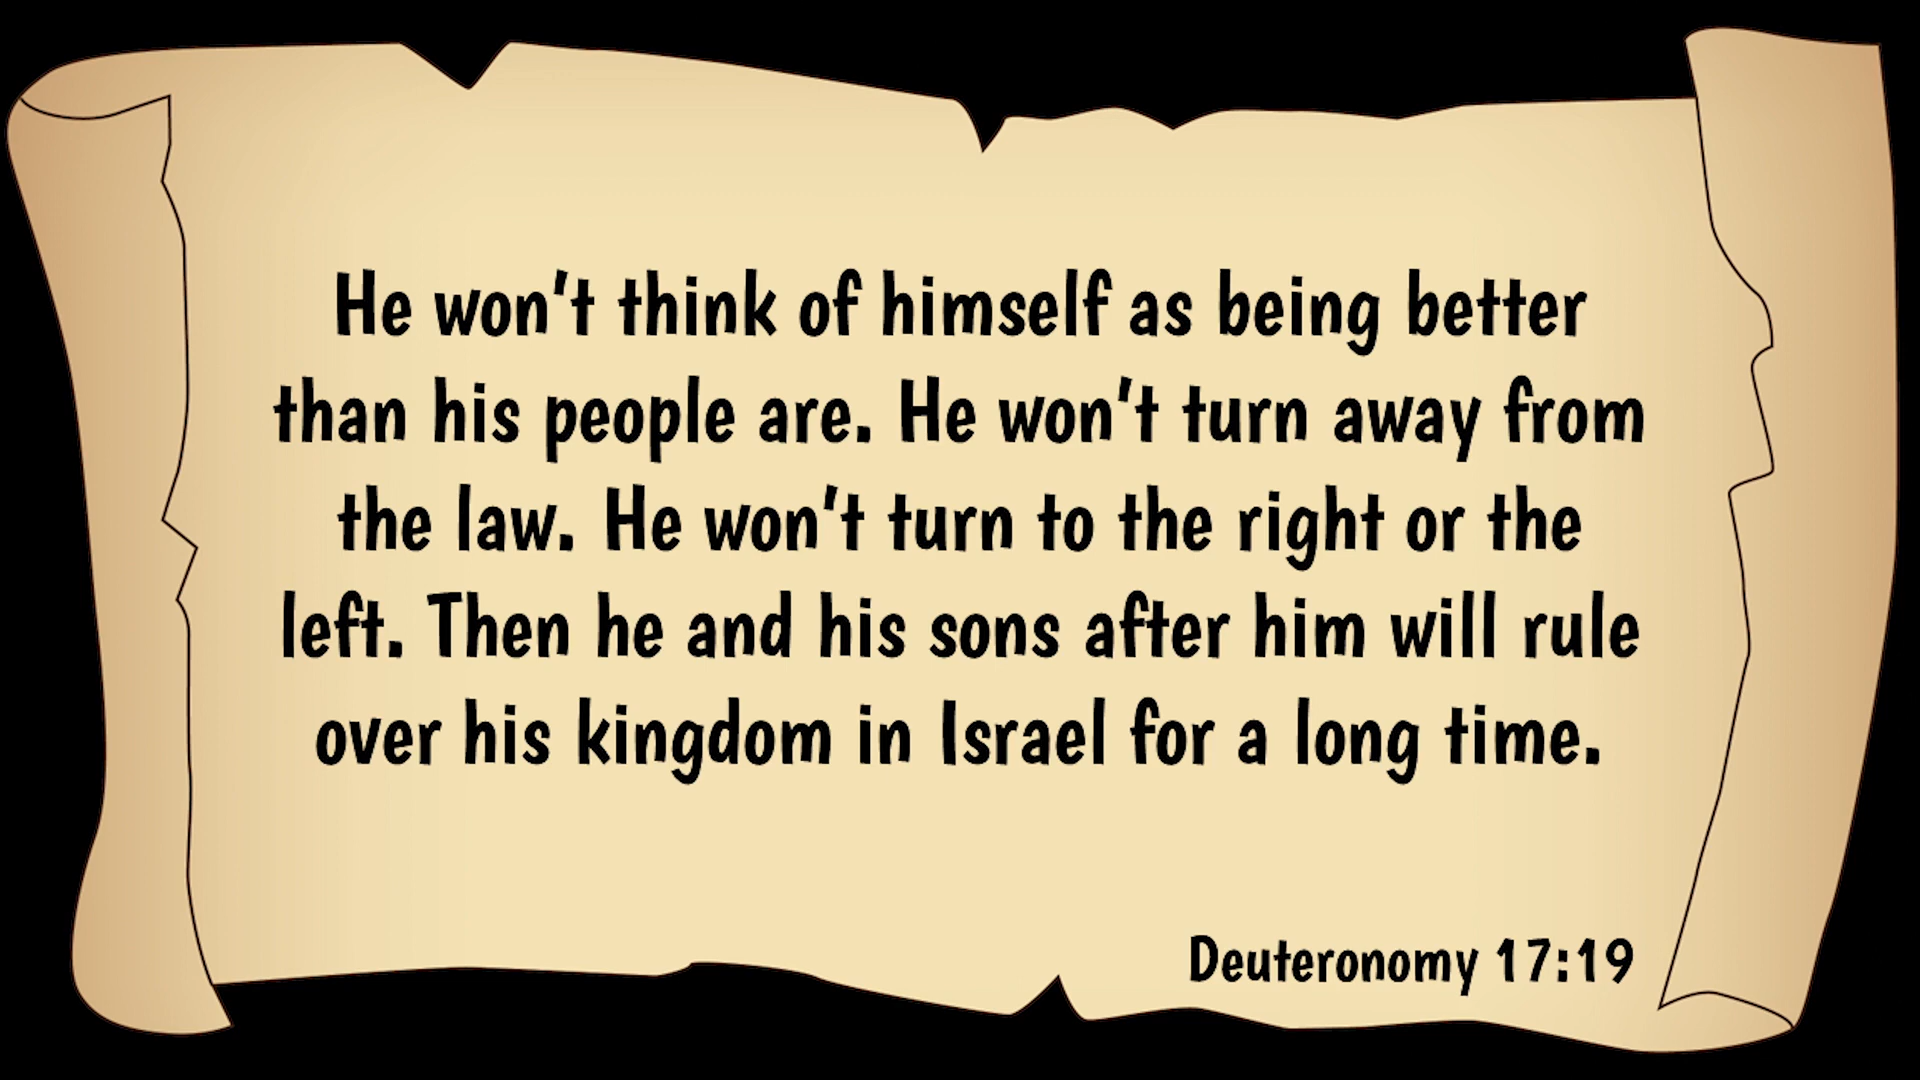 He won't think of himself as being better
than his people are. He won't turn away from
the law. He won't turn to the right or the
left. Then he and his sons after him will rule
over his kingdom in Israel for a long time.
Deuteronomy 17:19